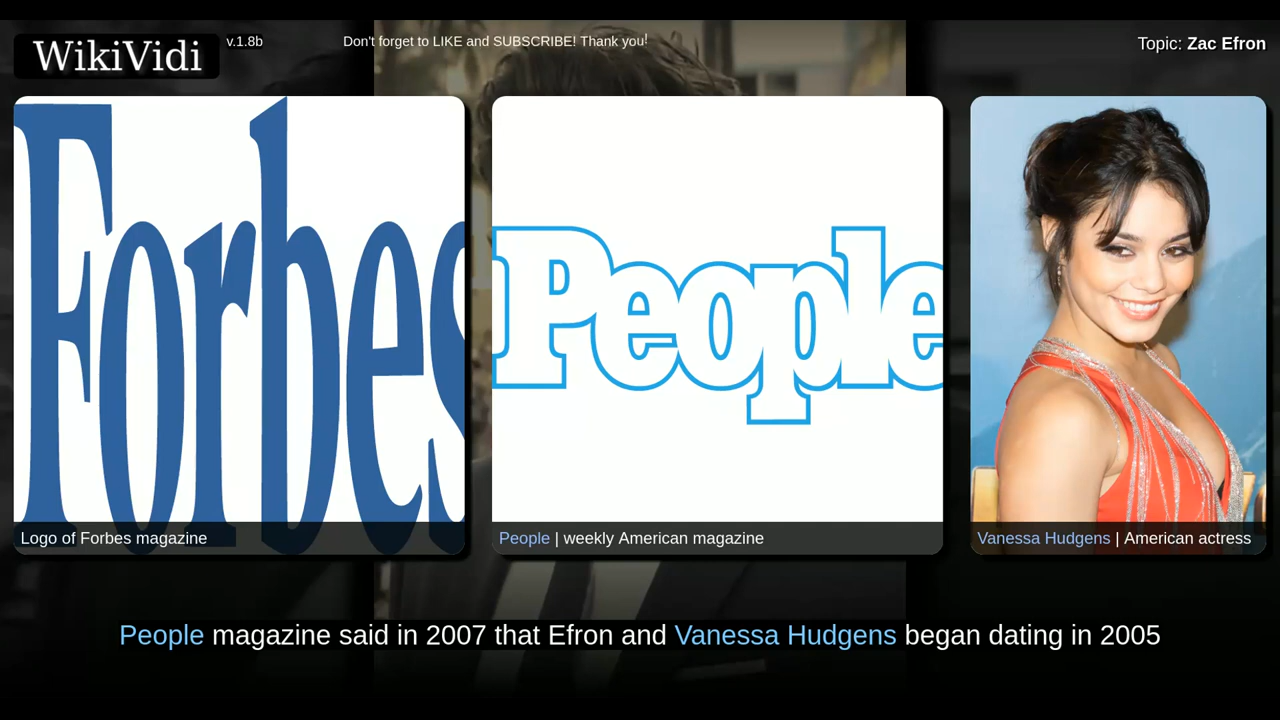 WikiVidi v.1.8b
Don't forget to LIKE and SUBSCRIBE! Thank you!
Topic: Zac Efron
Forbes
People
Logo of Forbes magazine
People | weekly American magazine
Vanessa Hudgens | American actress
People magazine said in 2007 that Efron and Vanessa Hudgens began dating in 2005